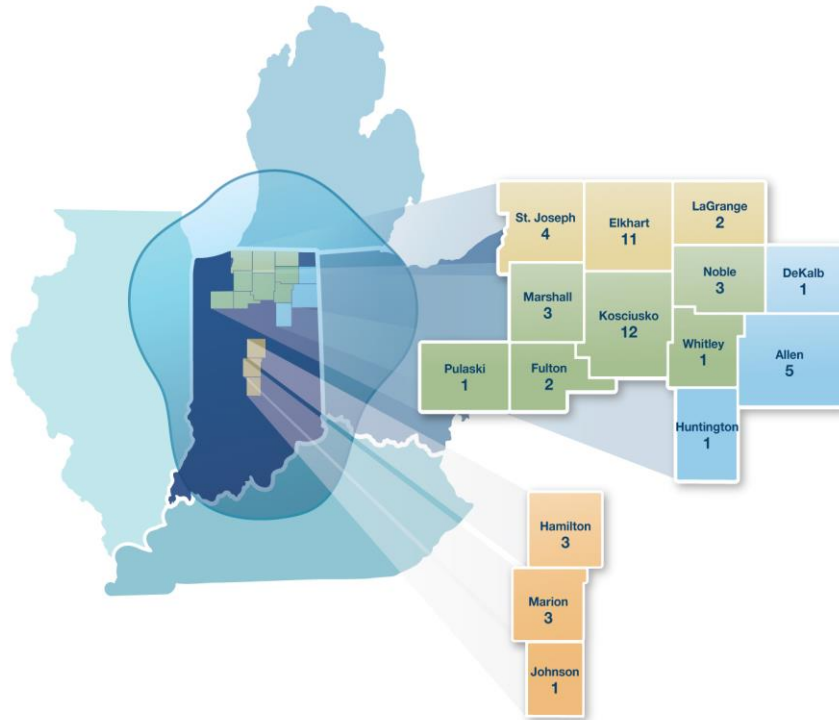 St. Joseph
4
Elkhart
11
LaGrange
2
Marshall
3
Kosciusko
12
Noble
3
DeKalb
1
Pulaski
1
Fulton
2
Whitley
1
Allen
5
Huntington
1
Hamilton
3
Marion
3
Johnson
1